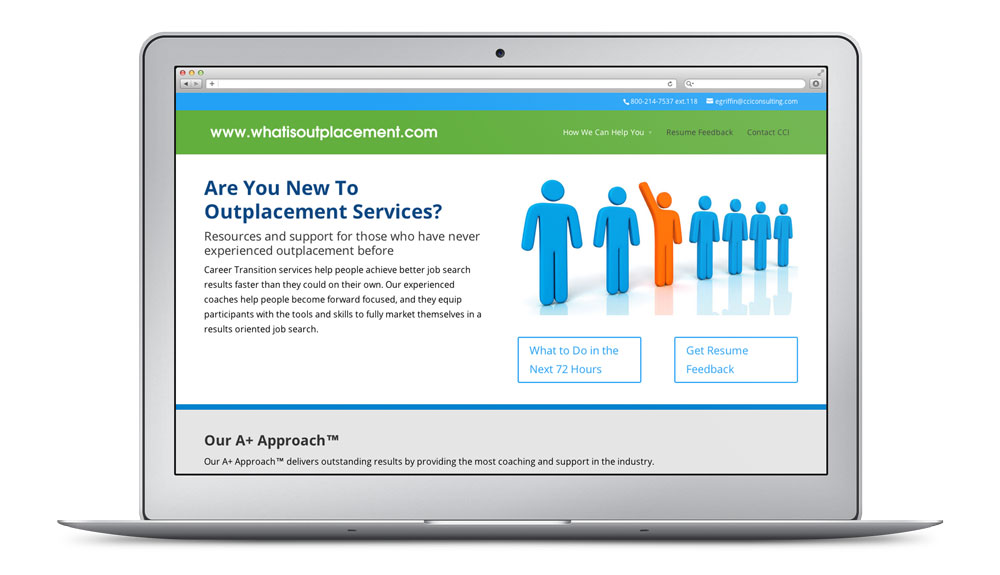 800-214-7537 ext.118 egriffin@cciconsulting.com
www.whatisoutplacement.com How We Can Help You Resume Feedback Contact CCI
Are You New To
Outplacement Services?
Resources and support for those who have never
experienced outplacement before
Career Transition services help people achieve better job search
results faster than they could on their own. Our experienced
coaches help people become forward focused, and they equip
participants with the tools and skills to fully market themselves in a
results oriented job search.
What to Do in the
Next 72 Hours
Get Resume
Feedback
Our A+ Approach™
Our A+ Approach™ delivers outstanding results by providing the most coaching and support in the industry.